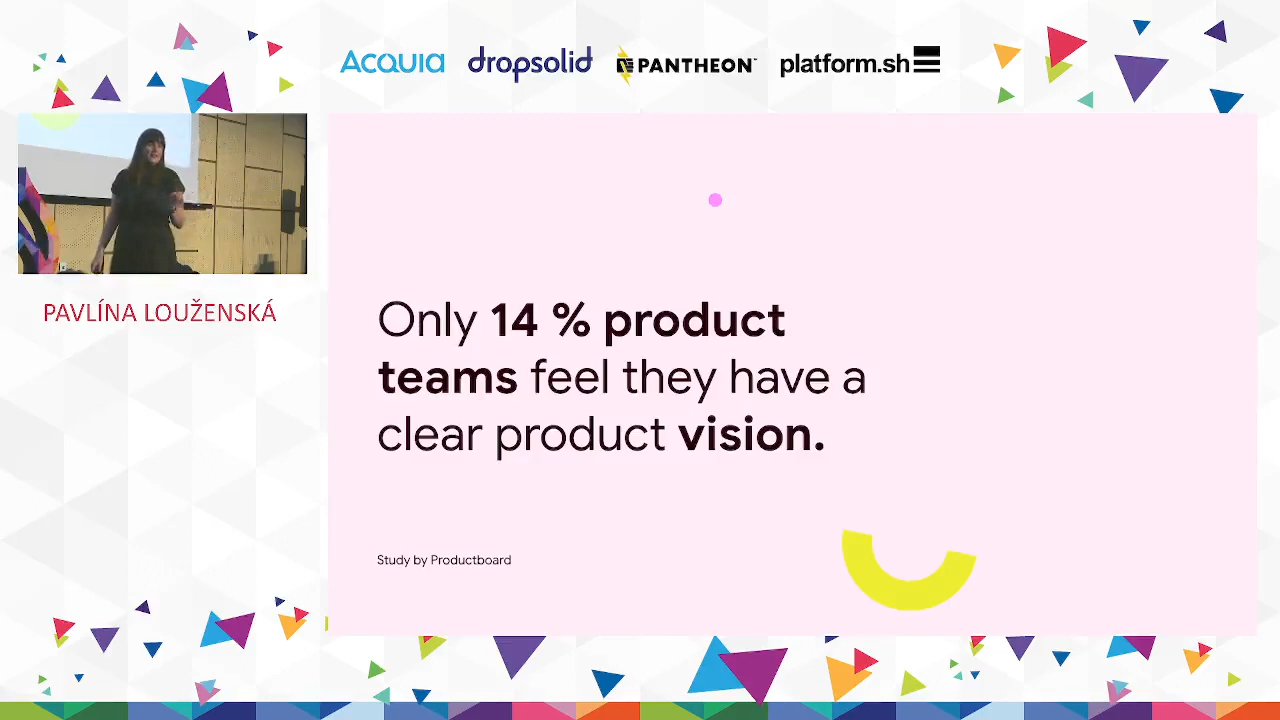 ACQUIA dropsolid PANTHEON platform.sh
PAVLÍNA LOUŽENSKÁ
Only 14 % product
teams feel they have a
clear product vision.
Study by Productboard